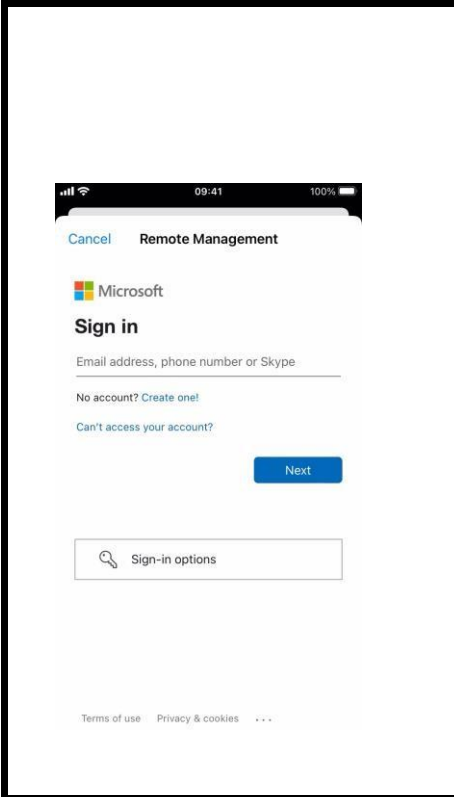 09:41 100%
Cancel Remote Management
Microsoft
Sign in
Email address, phone number or Skype
No account? Create one!
Can't access your account?
Next
Sign-in options
Terms of use Privacy & cookies ...